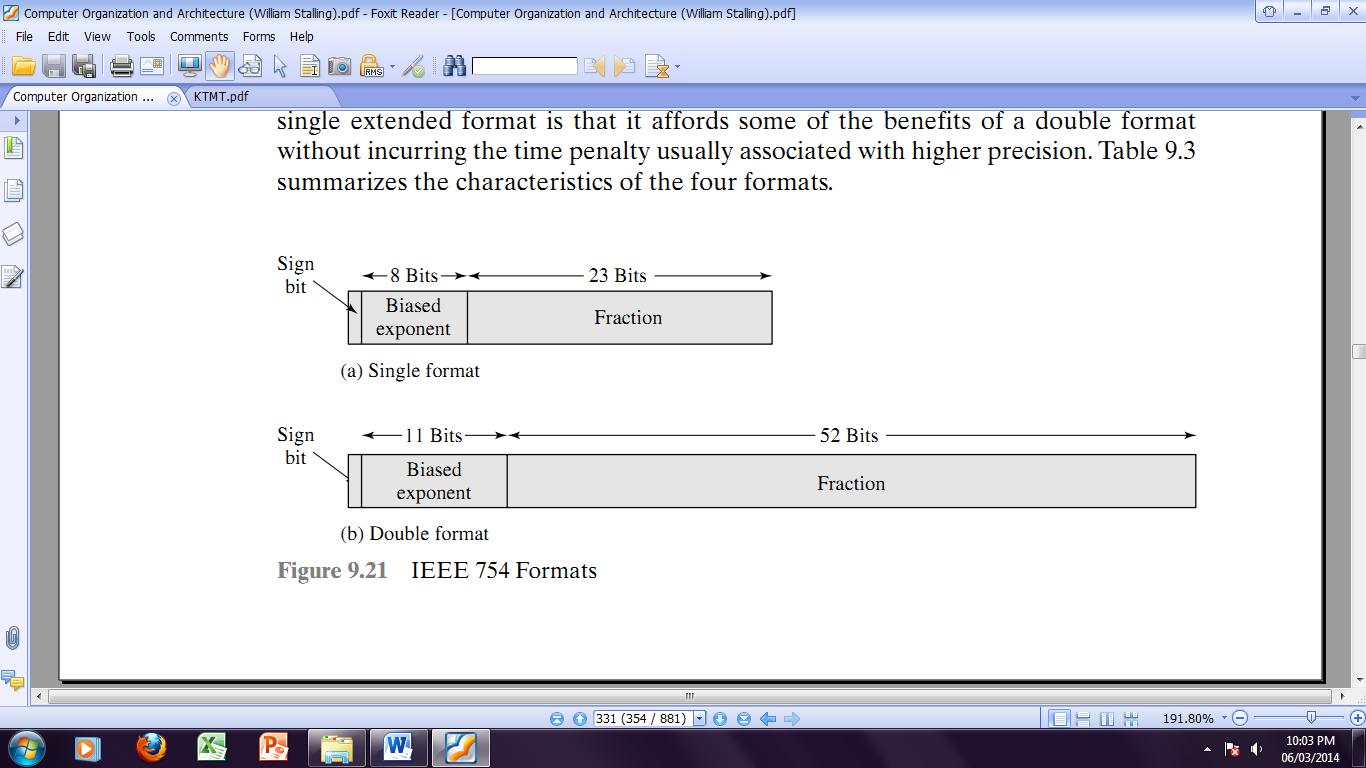 Computer Organization and Architecture (William Stalling).pdf - Foxit Reader - [Computer Organization and Architecture (William Stalling).pdf]
File Edit View Tools Comments Forms Help
RMS
Computer Organization ... KTMT.pdf
single extended format is that it affords some of the benefits of a double format
without incurring the time penalty usually associated with higher precision. Table 9.3
summarizes the characteristics of the four formats.
Sign
bit
8 Bits 23 Bits
Biased
exponent
Fraction
(a) Single format
Sign
bit
11 Bits 52 Bits
Biased
exponent
Fraction
(b) Double format
Figure 9.21 IEEE 754 Formats
331 (354 / 881) 191.80%
10:03 PM
06/03/2014